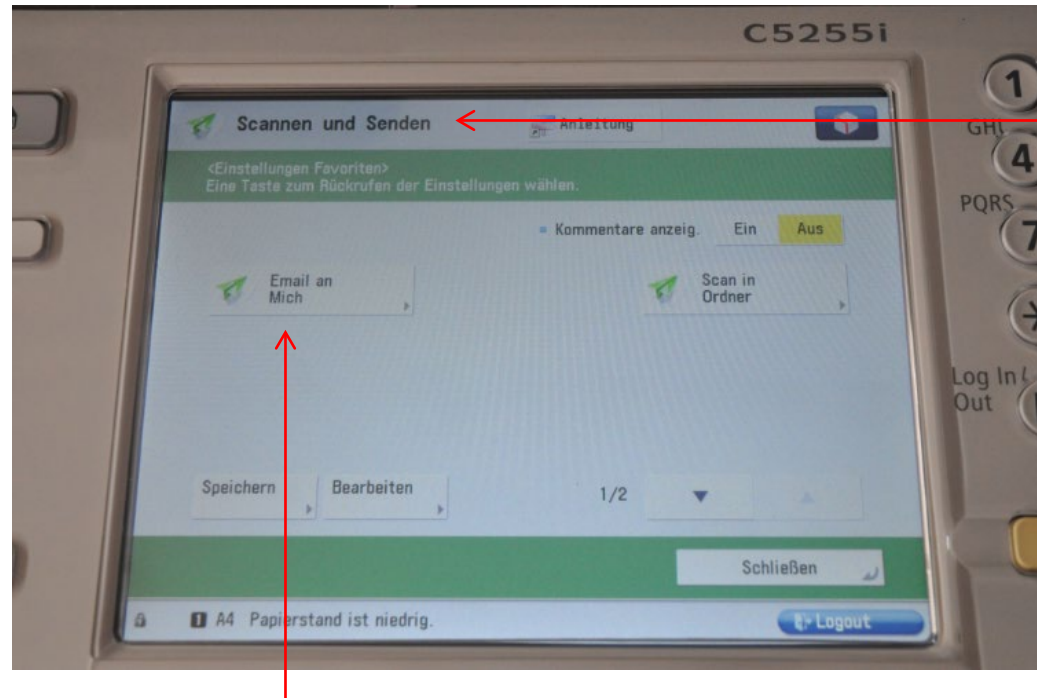 C5255i
Scannen und Senden
Anleitung
<Einstellungen Favoriten>
Eine Taste zum Rückrufen der Einstellungen wählen.
Kommentare anzeig. Ein Aus
Email an
Mich
Scan in
Ordner
Speichern Bearbeiten 1/2
Schließen
1 A4 Papierstand ist niedrig.
Logout
1
GHI
4
PQRS
7
Log In/
Out